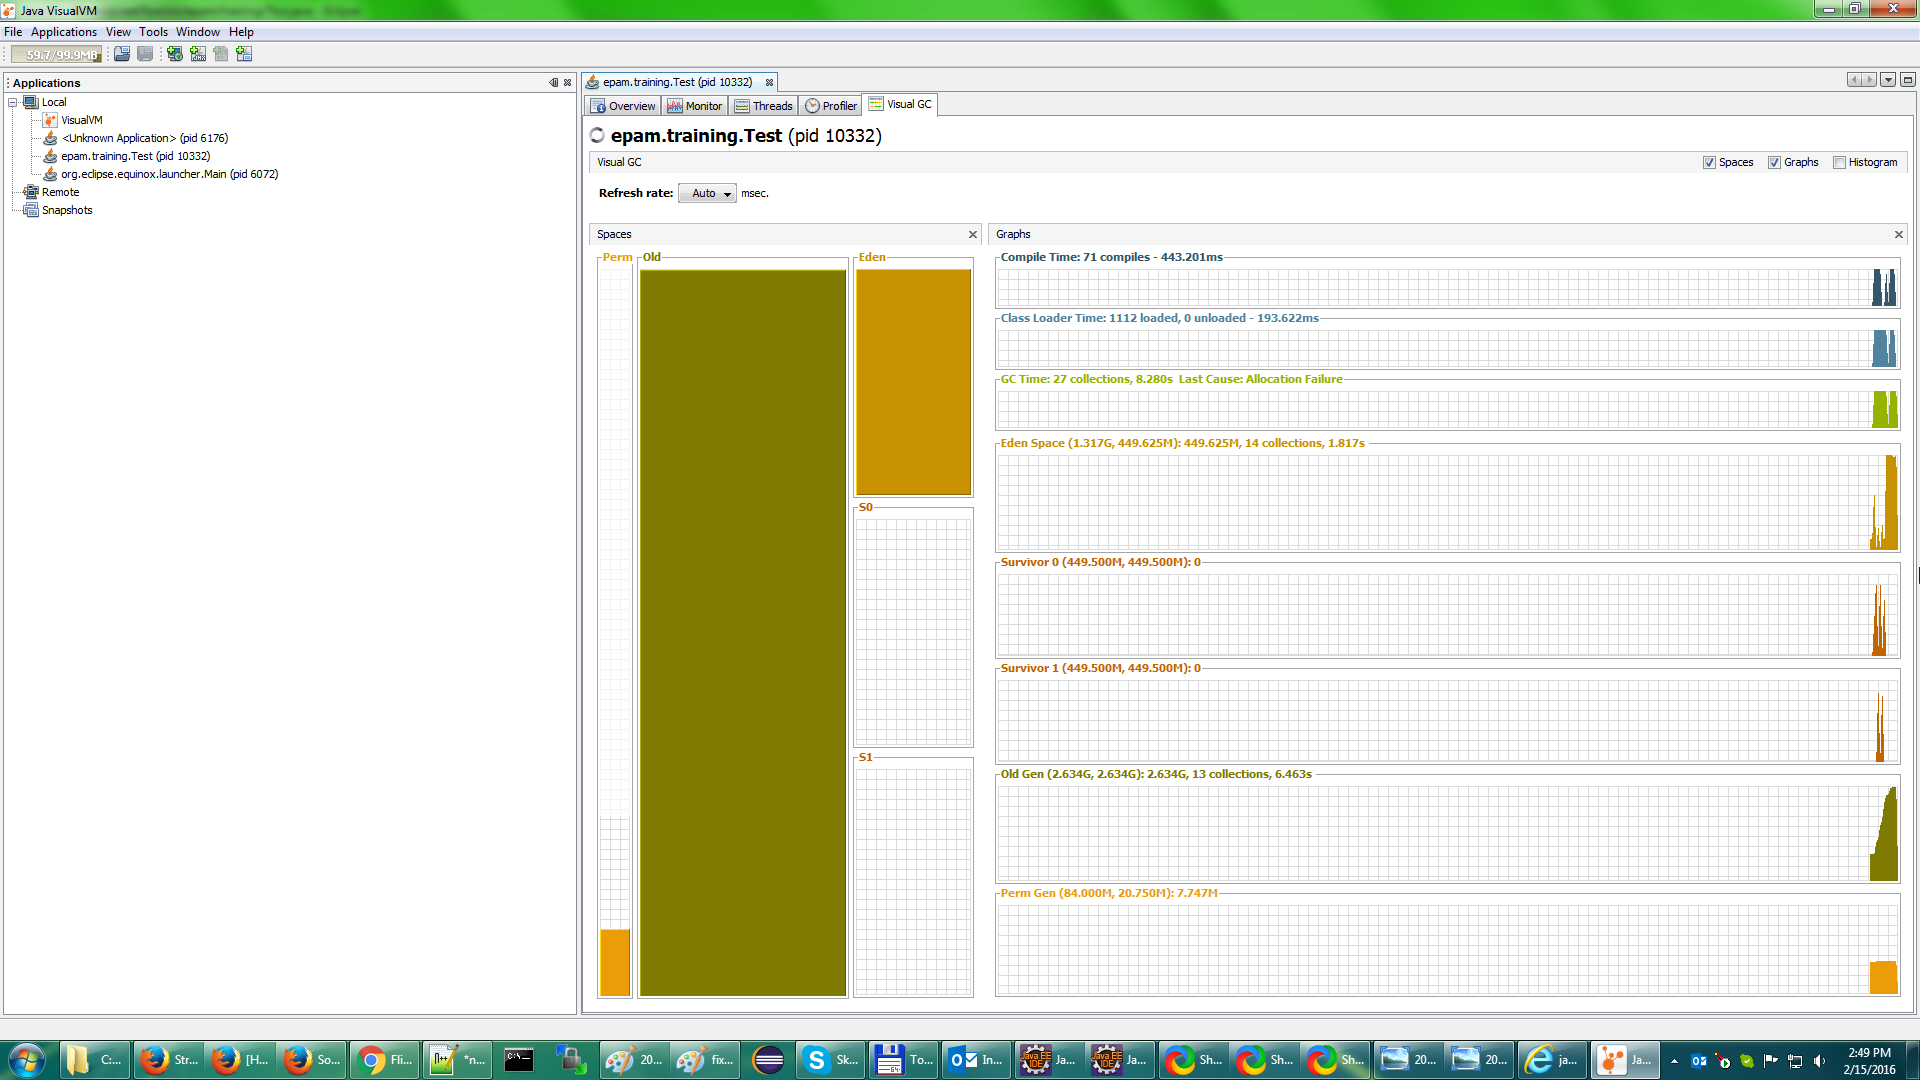 Java VisualVM
File Applications View Tools Window Help
59.7/99.9MB
Applications
Local
VisualVM
<Unknown Application> (pid 6176)
epam.training.Test (pid 10332)
org.eclipse.equinox.launcher.Main (pid 6072)
Remote
Snapshots
epam.training.Test (pid 10332)
Overview Monitor Threads Profiler Visual GC
epam.training.Test (pid 10332)
Visual GC Spaces Graphs Histogram
Refresh rate: Auto msec.
Spaces
Perm Old Eden
S0
S1
Graphs
Compile Time: 71 compiles - 443.201ms
Class Loader Time: 1112 loaded, 0 unloaded - 193.622ms
GC Time: 27 collections, 8.280s Last Cause: Allocation Failure
Eden Space (1.317G, 449.625M): 449.625M, 14 collections, 1.817s
Survivor 0 (449.500M, 449.500M): 0
Survivor 1 (449.500M, 449.500M): 0
Old Gen (2.634G, 2.634G): 2.634G, 13 collections, 6.463s
Perm Gen (84.000M, 20.750M): 7.747M
C:... Str... [H... So... Fli... *n... 20... fix... Sk... To... In... Ja... Ja... Sh... Sh... Sh... 20... 20... ja... Ja...
2:49 PM
2/15/2016